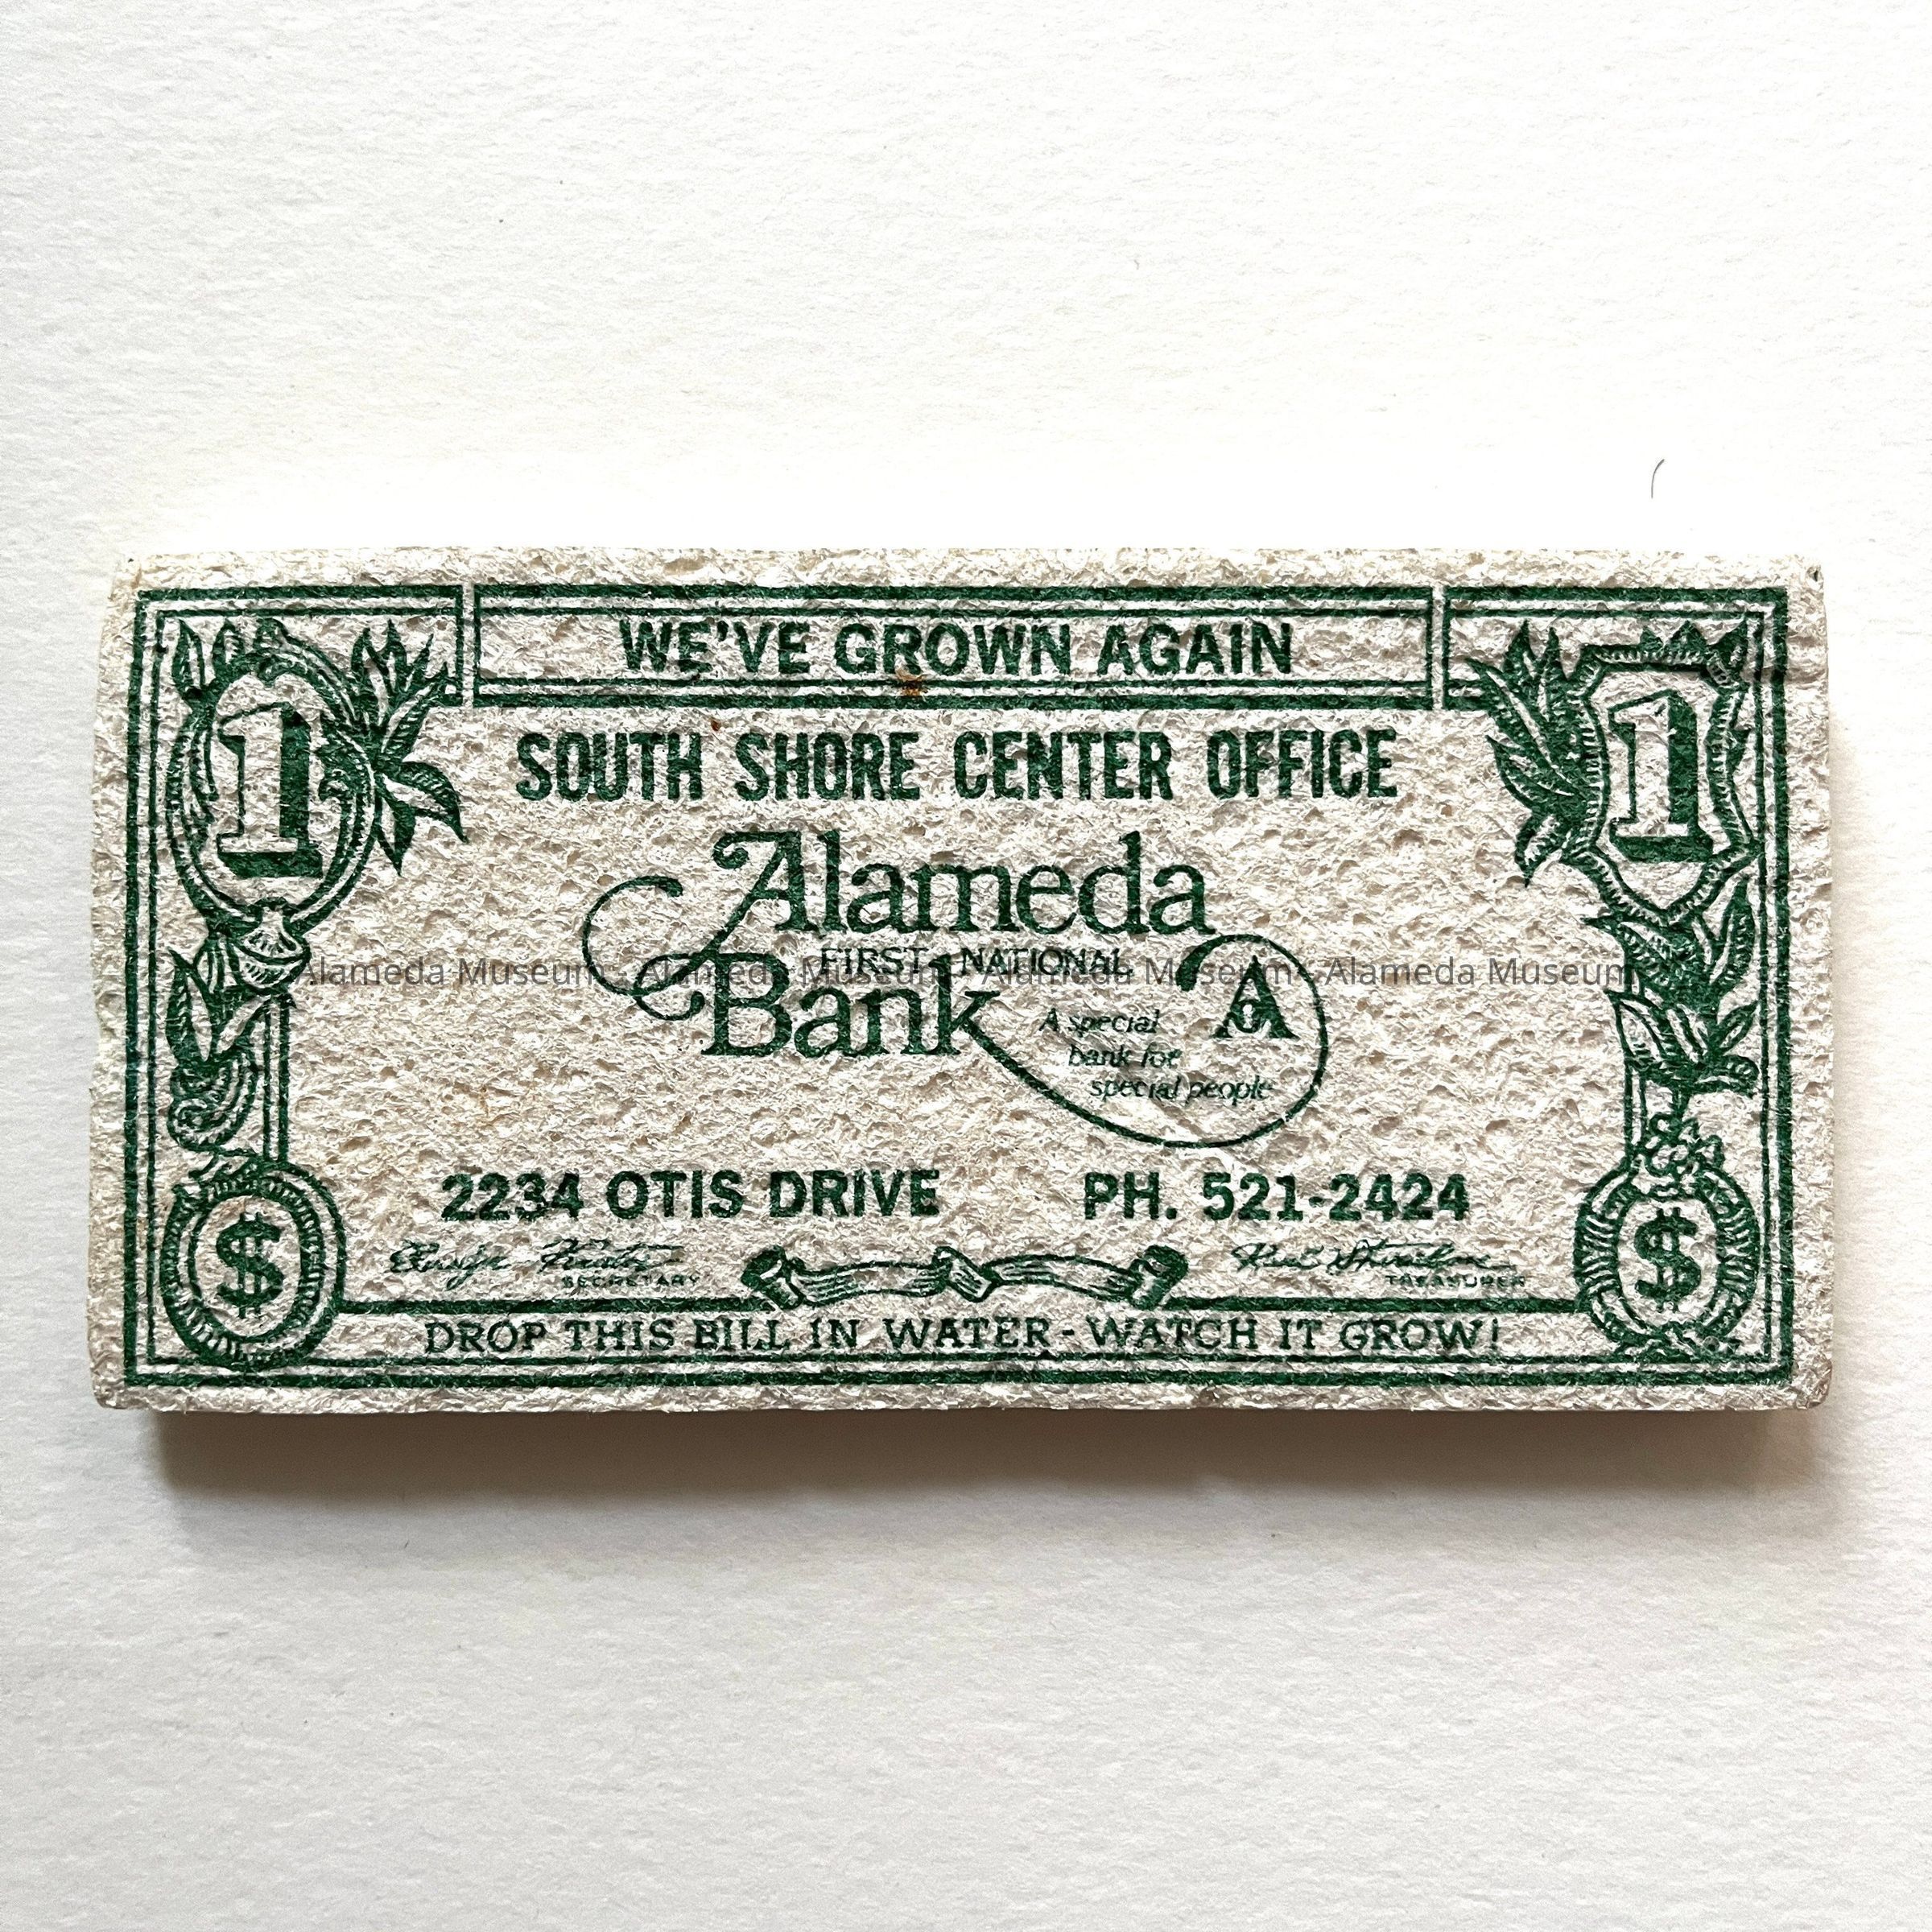 WE'VE GROWN AGAIN
1
1
SOUTH SHORE CENTER OFFICE
Alameda
FIRST NATIONAL
Bank
A special
bank for
special people
A
Alameda Museum - Alameda Museum - Alameda Museum - Alameda Museum
2234 OTIS DRIVE PH. 521-2424
SECRETARY
TREASURER
$
$
DROP THIS BILL IN WATER - WATCH IT GROW!